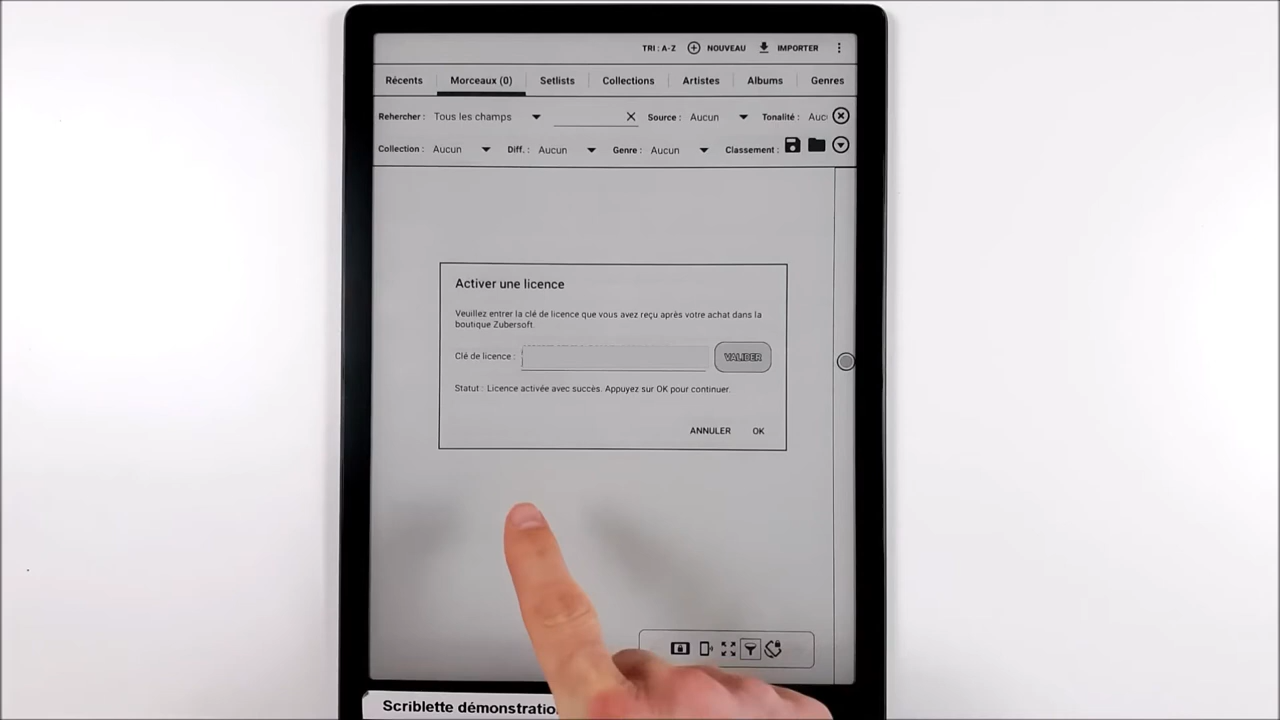 TRI : A-Z NOUVEAU IMPORTER
Récents Morceaux (0) Setlists Collections Artistes Albums Genres
Rehercher : Tous les champs Source : Aucun Tonalité : Auc
Collection : Aucun Diff. : Aucun Genre : Aucun Classement :
Activer une licence
Veuillez entrer la clé de licence que vous avez reçu après votre achat dans la
boutique Zubersoft.
Clé de licence : VALIDER
Statut : Licence activée avec succès. Appuyez sur OK pour continuer.
ANNULER OK
Scriblette démonstratio